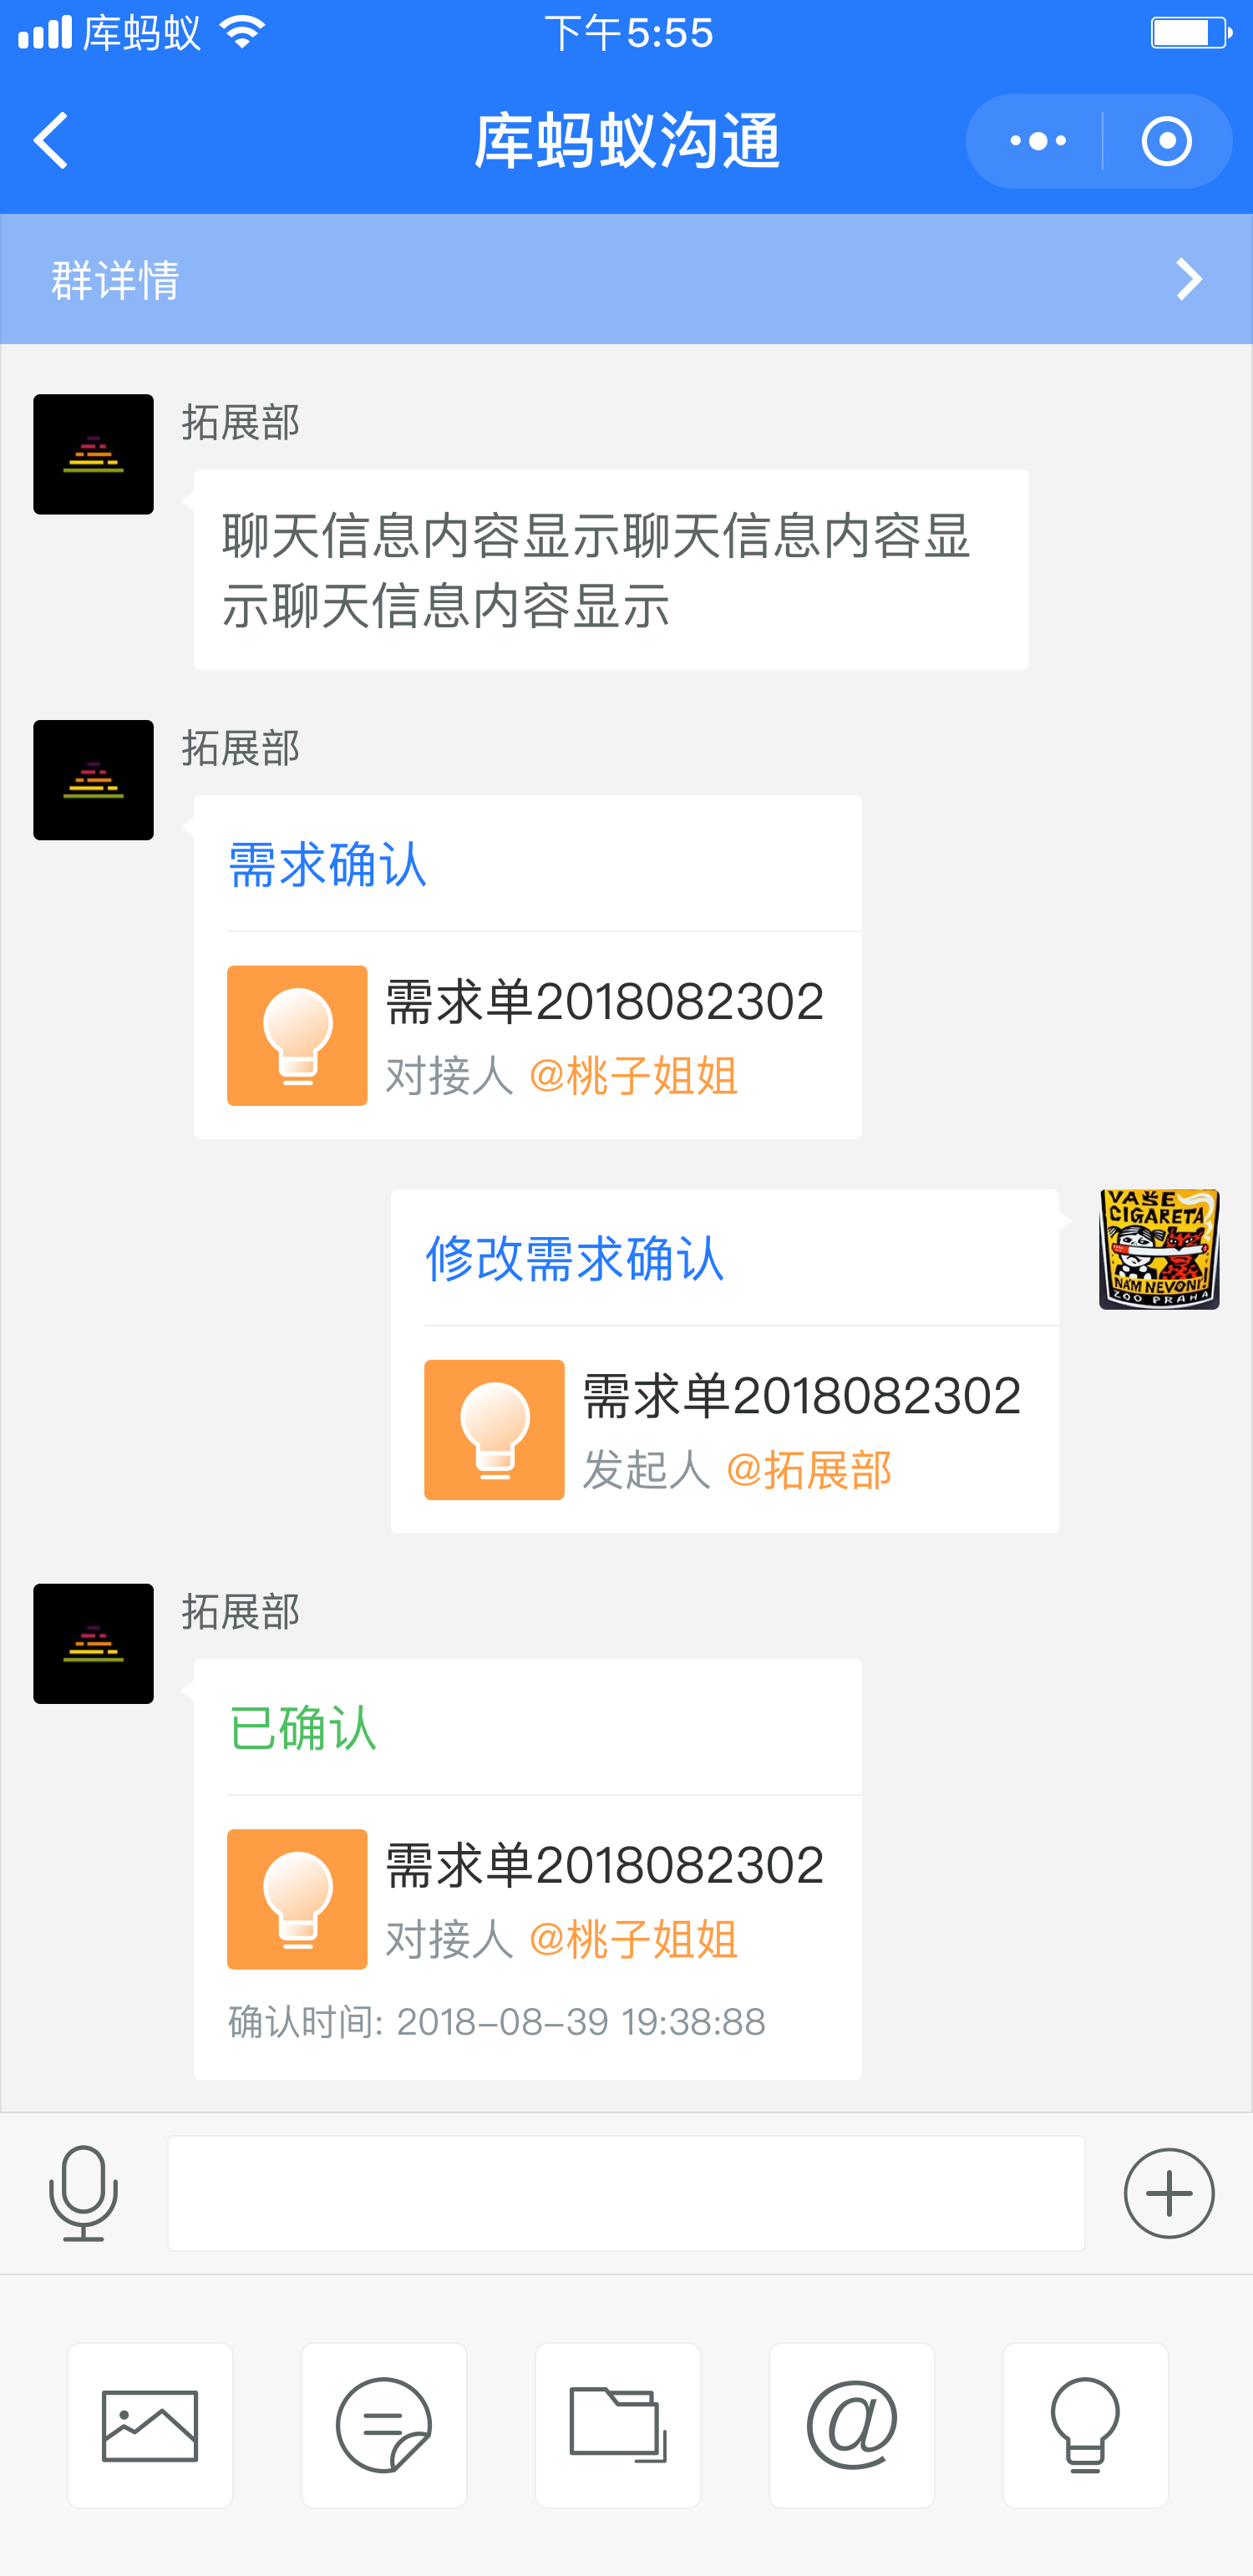 库蚂蚁
下午5:55
库蚂蚁沟通
群详情
拓展部
聊天信息内容显示聊天信息内容显
示聊天信息内容显示
拓展部
需求确认
需求单2018082302
对接人 @桃子姐姐
修改需求确认
VAŠE
CIGARETA
NÁM NEVONÍ!
ZOO PRAHA
需求单2018082302
发起人 @拓展部
拓展部
已确认
需求单2018082302
对接人 @桃子姐姐
确认时间: 2018-08-39 19:38:88
@